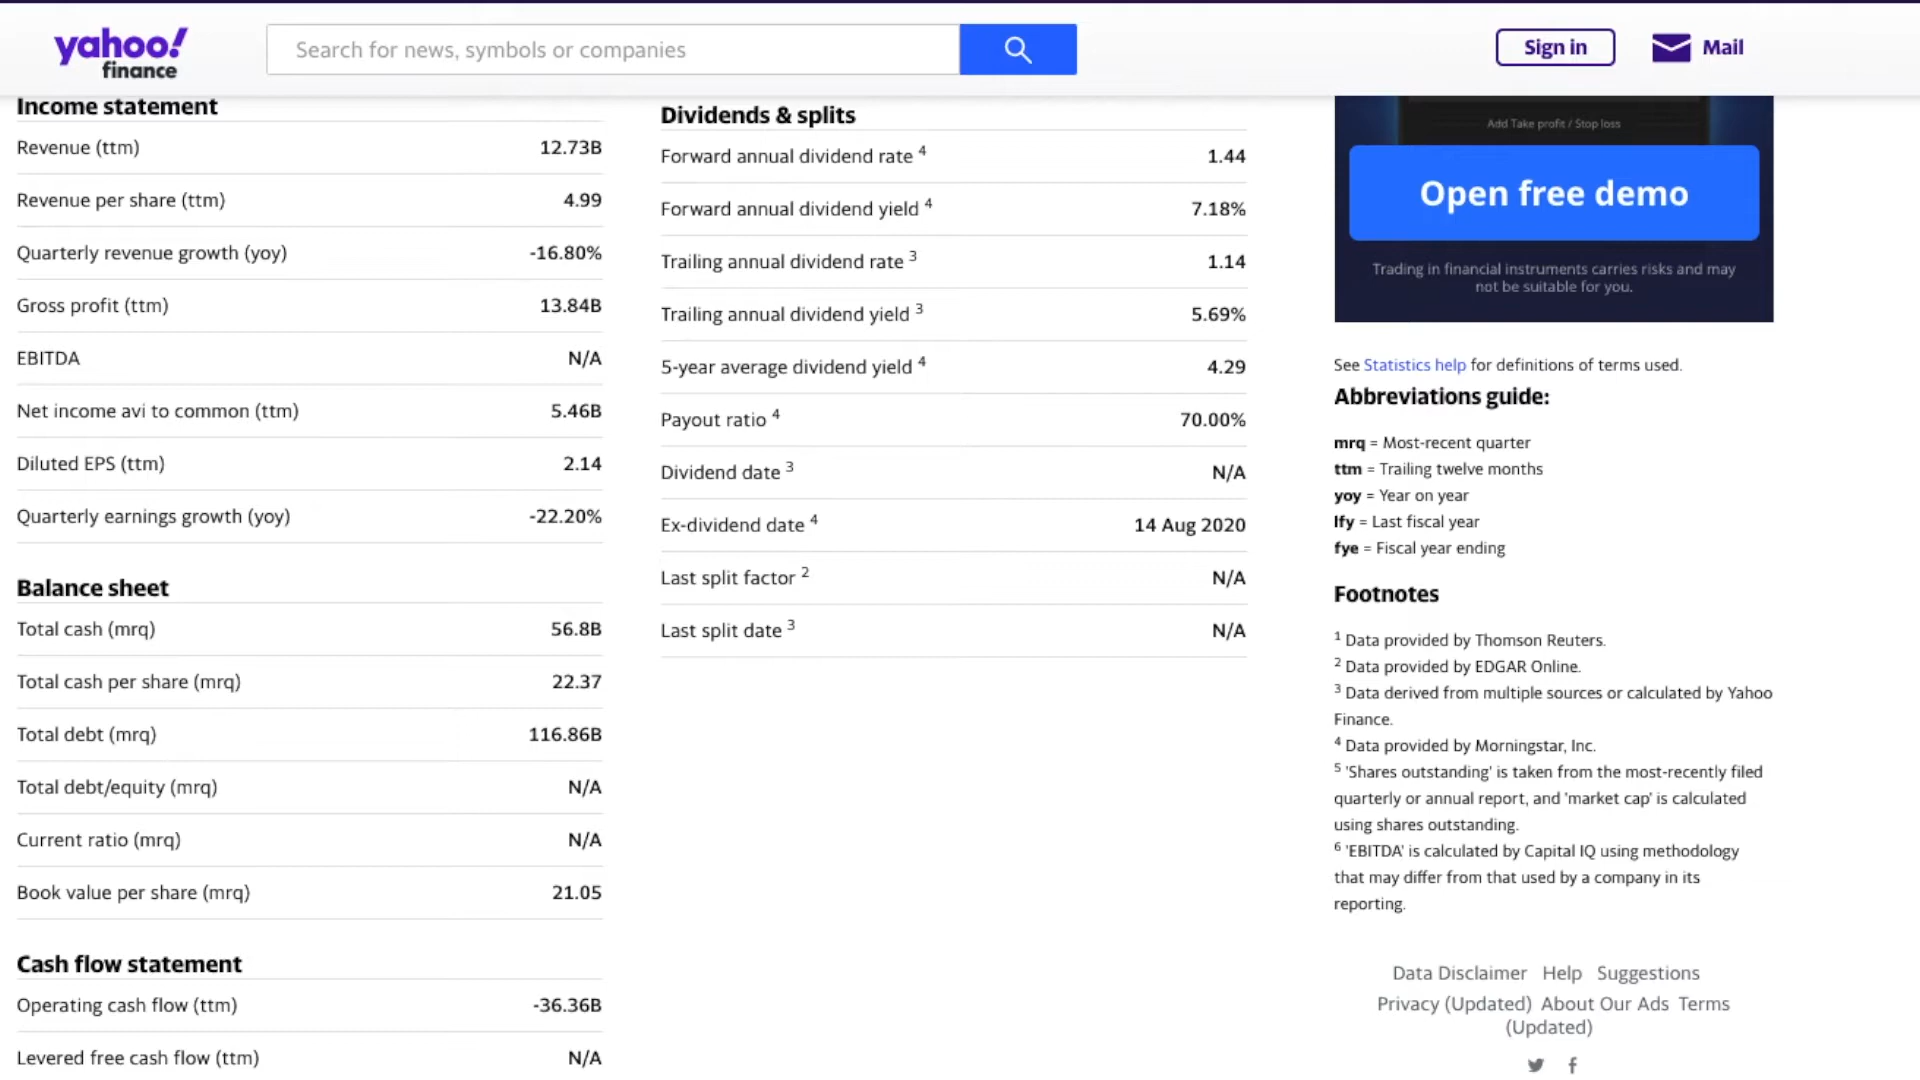 yahoo!
finance
Search for news, symbols or companies
Sign in
Mail
Income statement
Revenue (ttm) 12.73B
Revenue per share (ttm) 4.99
Quarterly revenue growth (yoy) -16.80%
Gross profit (ttm) 13.84B
EBITDA N/A
Net income avi to common (ttm) 5.46B
Diluted EPS (ttm) 2.14
Quarterly earnings growth (yoy) -22.20%
Balance sheet
Total cash (mrq) 56.8B
Total cash per share (mrq) 22.37
Total debt (mrq) 116.86B
Total debt/equity (mrq) N/A
Current ratio (mrq) N/A
Book value per share (mrq) 21.05
Cash flow statement
Operating cash flow (ttm) -36.36B
Levered free cash flow (ttm) N/A
Dividends & splits
Forward annual dividend rate 4 1.44
Forward annual dividend yield 4 7.18%
Trailing annual dividend rate 3 1.14
Trailing annual dividend yield 3 5.69%
5-year average dividend yield 4 4.29
Payout ratio 4 70.00%
Dividend date 3 N/A
Ex-dividend date 4 14 Aug 2020
Last split factor 2 N/A
Last split date 3 N/A
Add Take profit / Stop loss
Open free demo
Trading in financial instruments carries risks and may
not be suitable for you.
See Statistics help for definitions of terms used.
Abbreviations guide:
mrq = Most-recent quarter
ttm = Trailing twelve months
yoy = Year on year
lfy = Last fiscal year
fye = Fiscal year ending
Footnotes
1 Data provided by Thomson Reuters.
2 Data provided by EDGAR Online.
3 Data derived from multiple sources or calculated by Yahoo
Finance.
4 Data provided by Morningstar, Inc.
5 'Shares outstanding' is taken from the most-recently filed
quarterly or annual report, and 'market cap' is calculated
using shares outstanding.
6 'EBITDA' is calculated by Capital IQ using methodology
that may differ from that used by a company in its
reporting.
Data Disclaimer Help Suggestions
Privacy (Updated) About Our Ads Terms
(Updated)